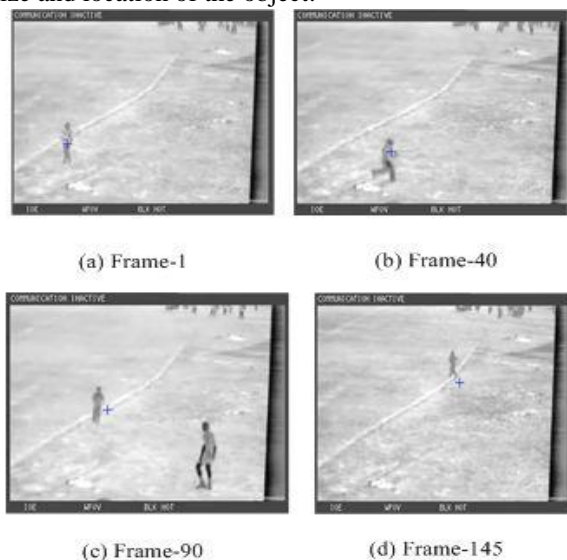 size and location of the object.
COMMUNICATION INACTIVE
IOE WFOV BLK HOT
(a) Frame-1
(b) Frame-40
COMMUNICATION INACTIVE
IOE WFOV BLK HOT
COMMUNICATION INACTIVE
IOE WFOV BLK HOT
(c) Frame-90
COMMUNICATION INACTIVE
IOE WFOV BLK HOT
(d) Frame-145